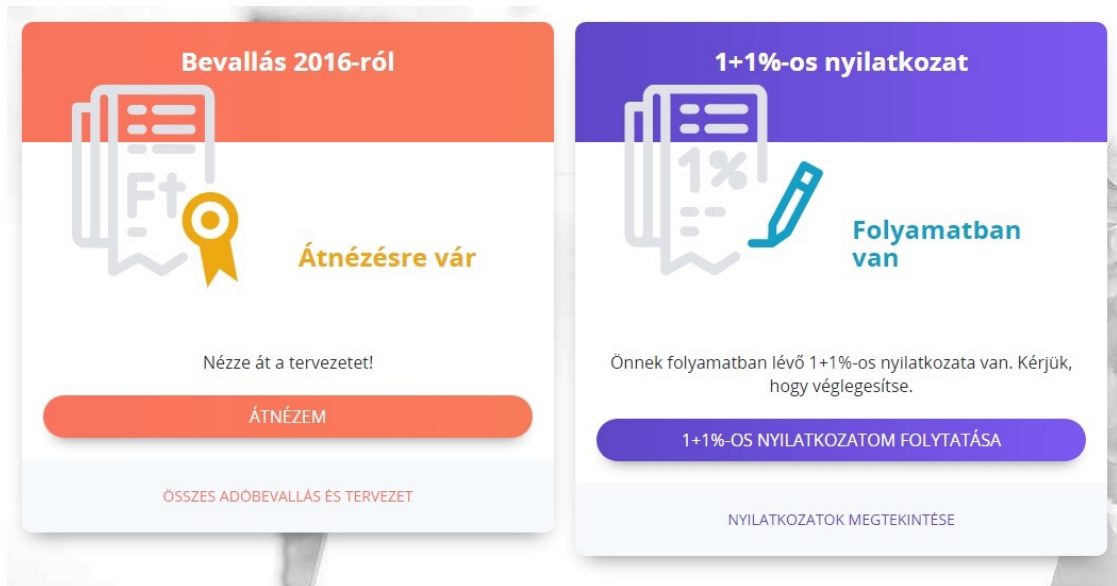 Bevallás 2016-ról
Ft
Átnézésre vár
Nézze át a tervezetet!
ÁTNÉZEM
ÖSSZES ADÓBEVALLÁS ÉS TERVEZET
1+1%-os nyilatkozat
1%
Folyamatban
van
Önnek folyamatban lévő 1+1%-os nyilatkozata van. Kérjük,
hogy véglegesítse.
1+1%-OS NYILATKOZATOM FOLYTATÁSA
NYILATKOZATOK MEGTEKINTÉSE